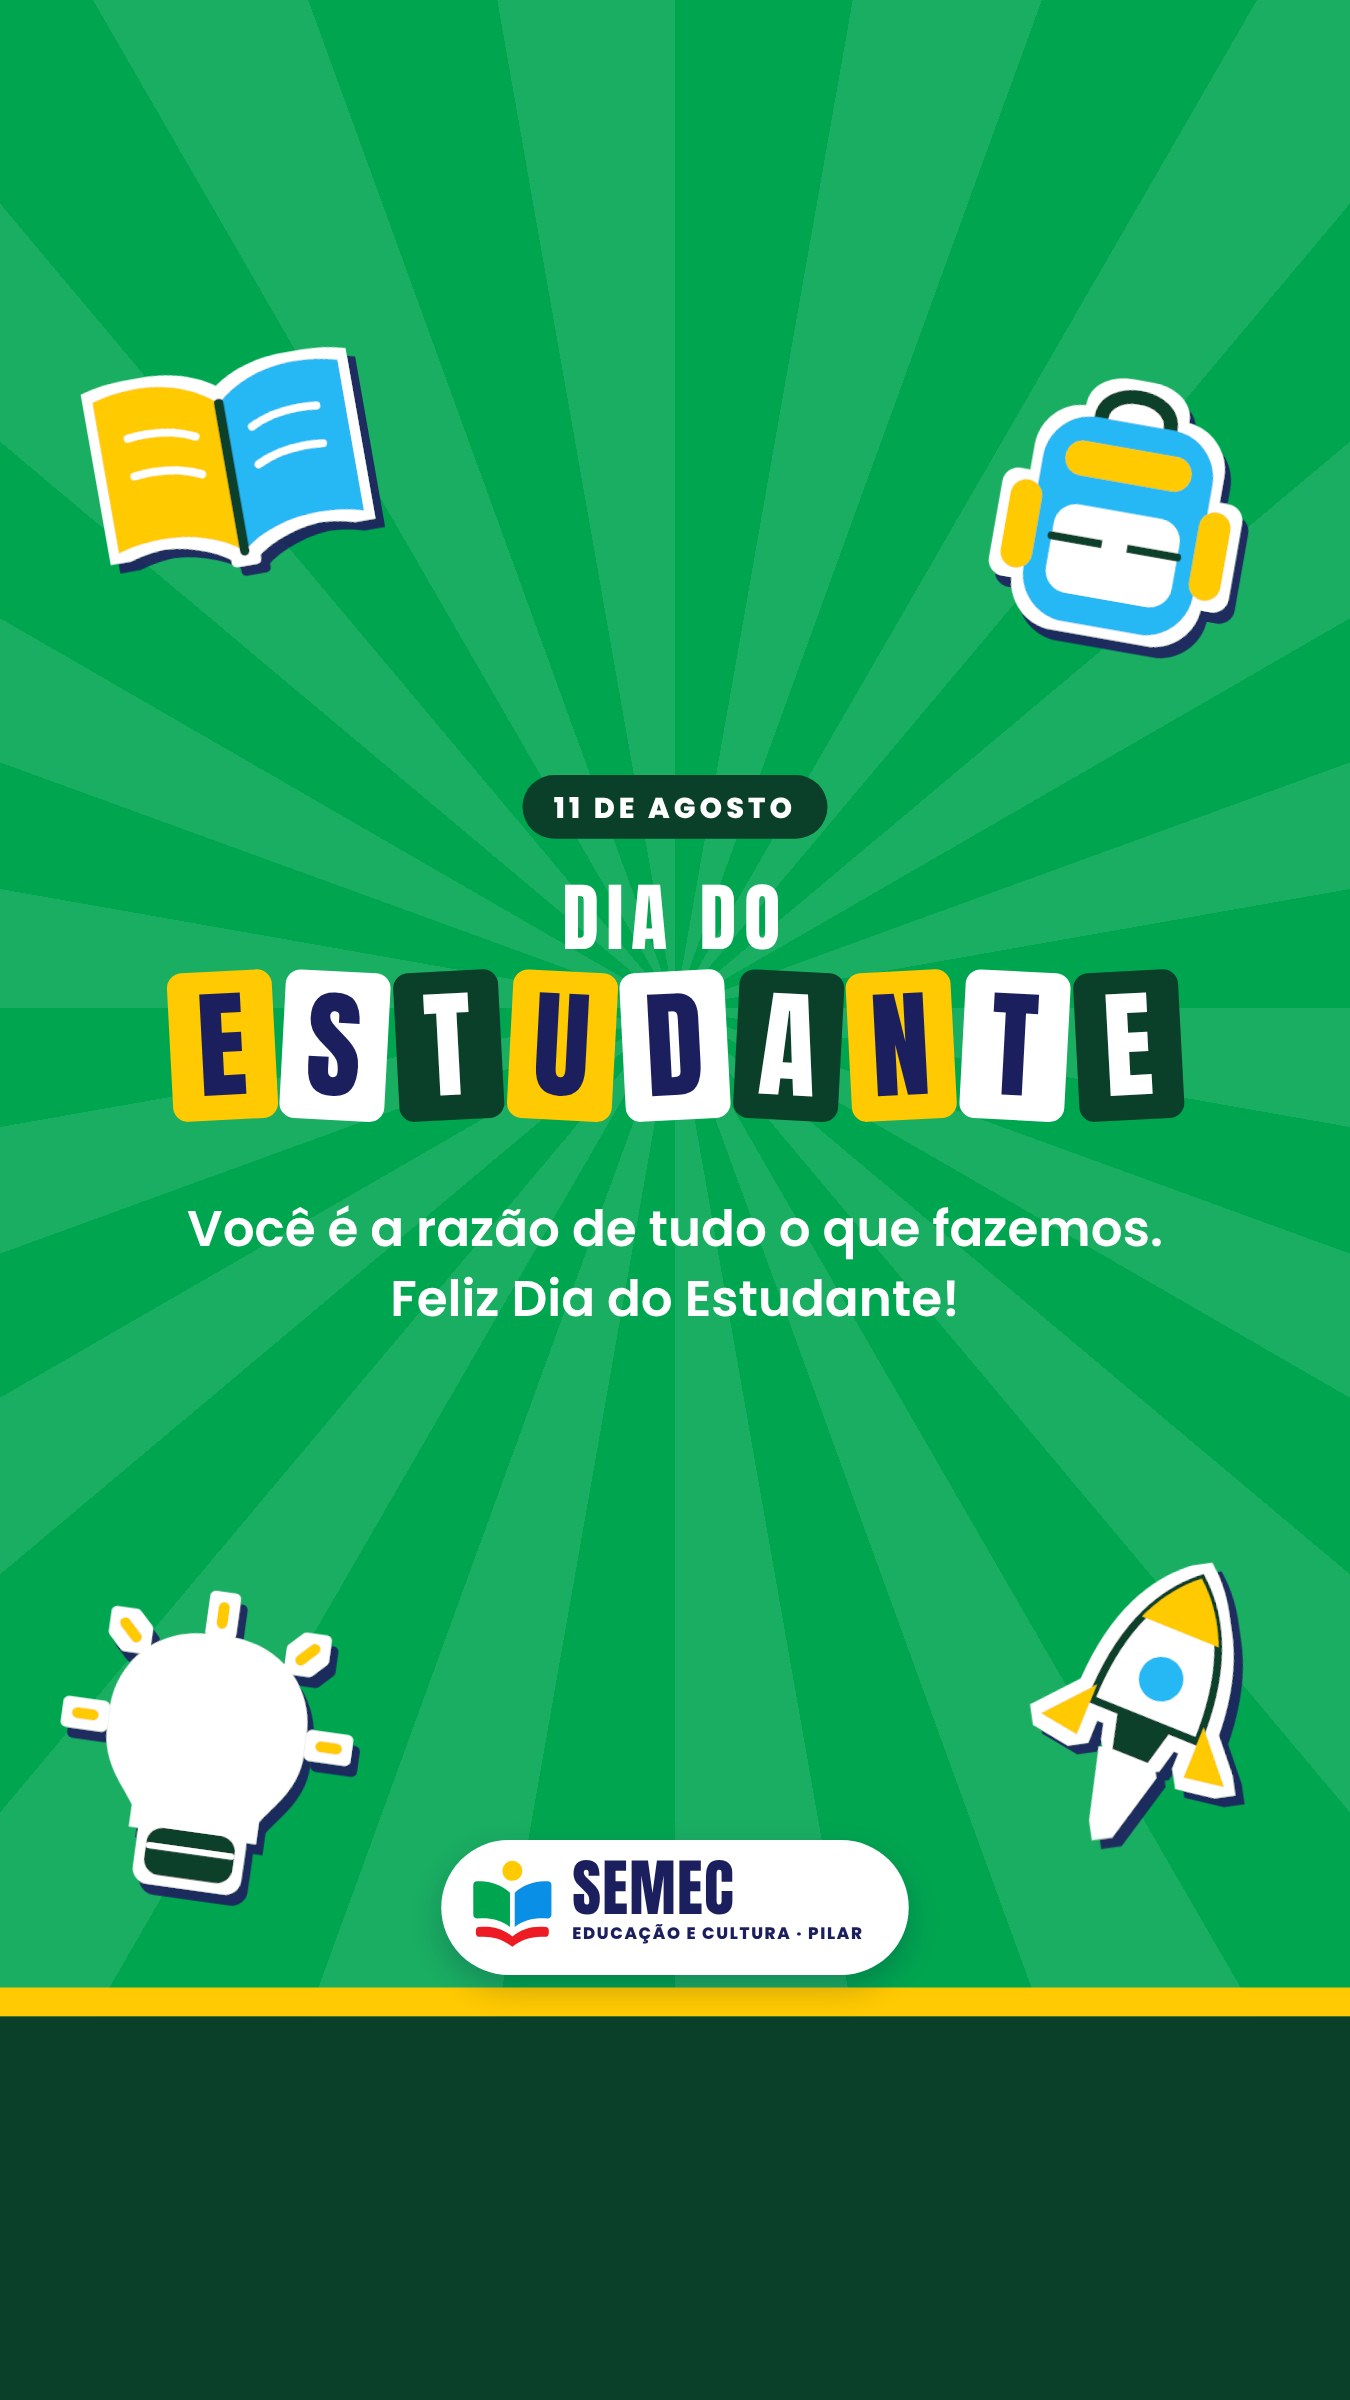 11 DE AGOSTO
DIA DO
ESTUDANTE
Você é a razão de tudo o que fazemos.
Feliz Dia do Estudante!
SEMEC
EDUCAÇÃO E CULTURA · PILAR